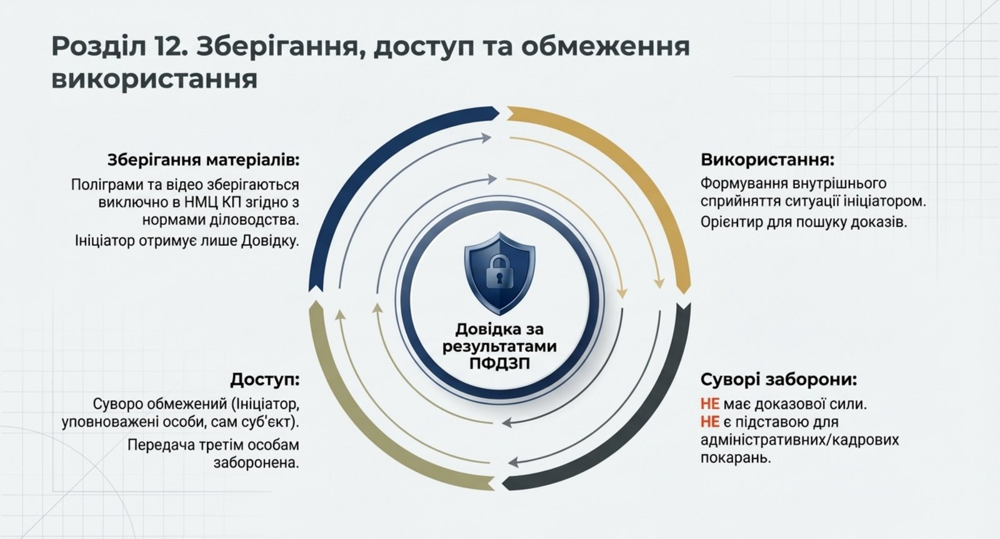 Розділ 12. Зберігання, доступ та обмеження
використання
Зберігання матеріалів:
Поліграми та відео зберігаються
виключно в НМЦ КП згідно з
нормами діловодства.
Ініціатор отримує лише Довідку.
Використання:
Формування внутрішнього
сприйняття ситуації ініціатором.
Орієнтир для пошуку доказів.
Довідка за
результатами
ПФДЗП
Доступ:
Суворо обмежений (Ініціатор,
уповноважені особи, сам суб‘єкт).
Передача третім особам
заборонена.
Суворі заборони:
НЕ має доказової сили.
НЕ є підставою для
адміністративних/кадрових
покарань.